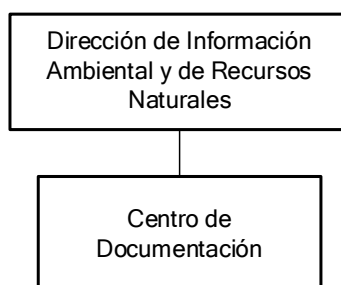 Dirección de Información
Ambiental y de Recursos
Naturales
Centro de
Documentación